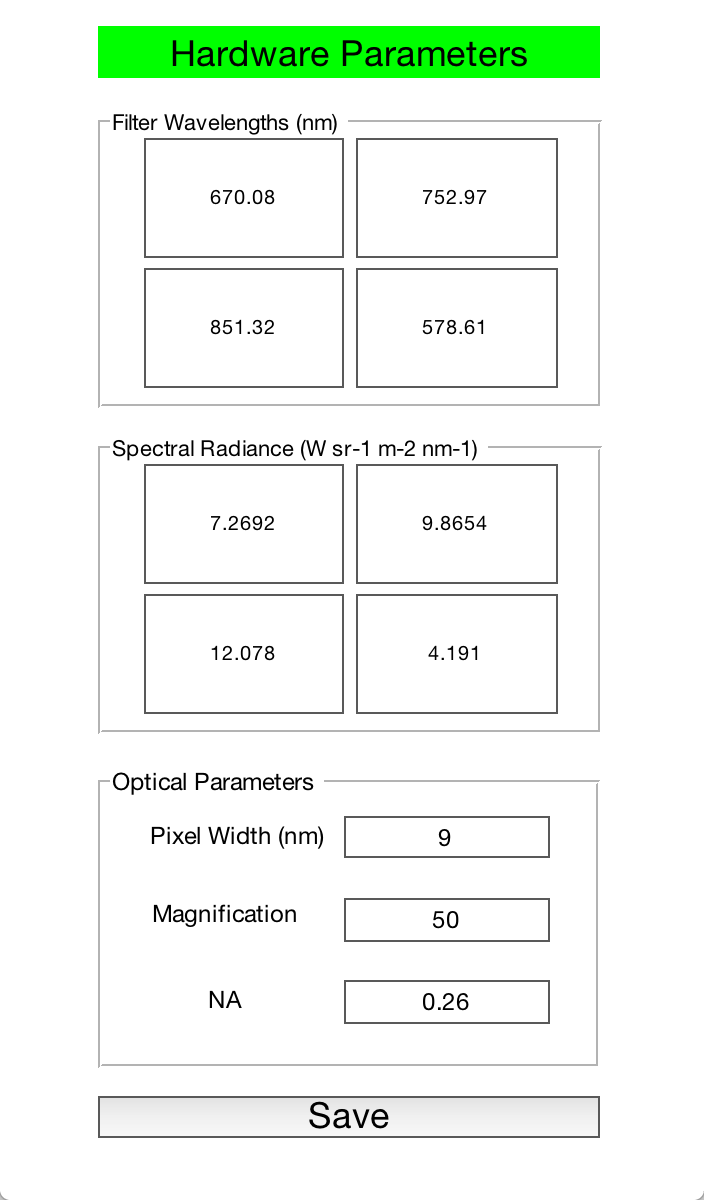 Hardware Parameters
Filter Wavelengths (nm)
670.08 752.97
851.32 578.61
Spectral Radiance (W sr-1 m-2 nm-1)
7.2692 9.8654
12.078 4.191
Optical Parameters
Pixel Width (nm) 9
Magnification 50
NA 0.26
Save